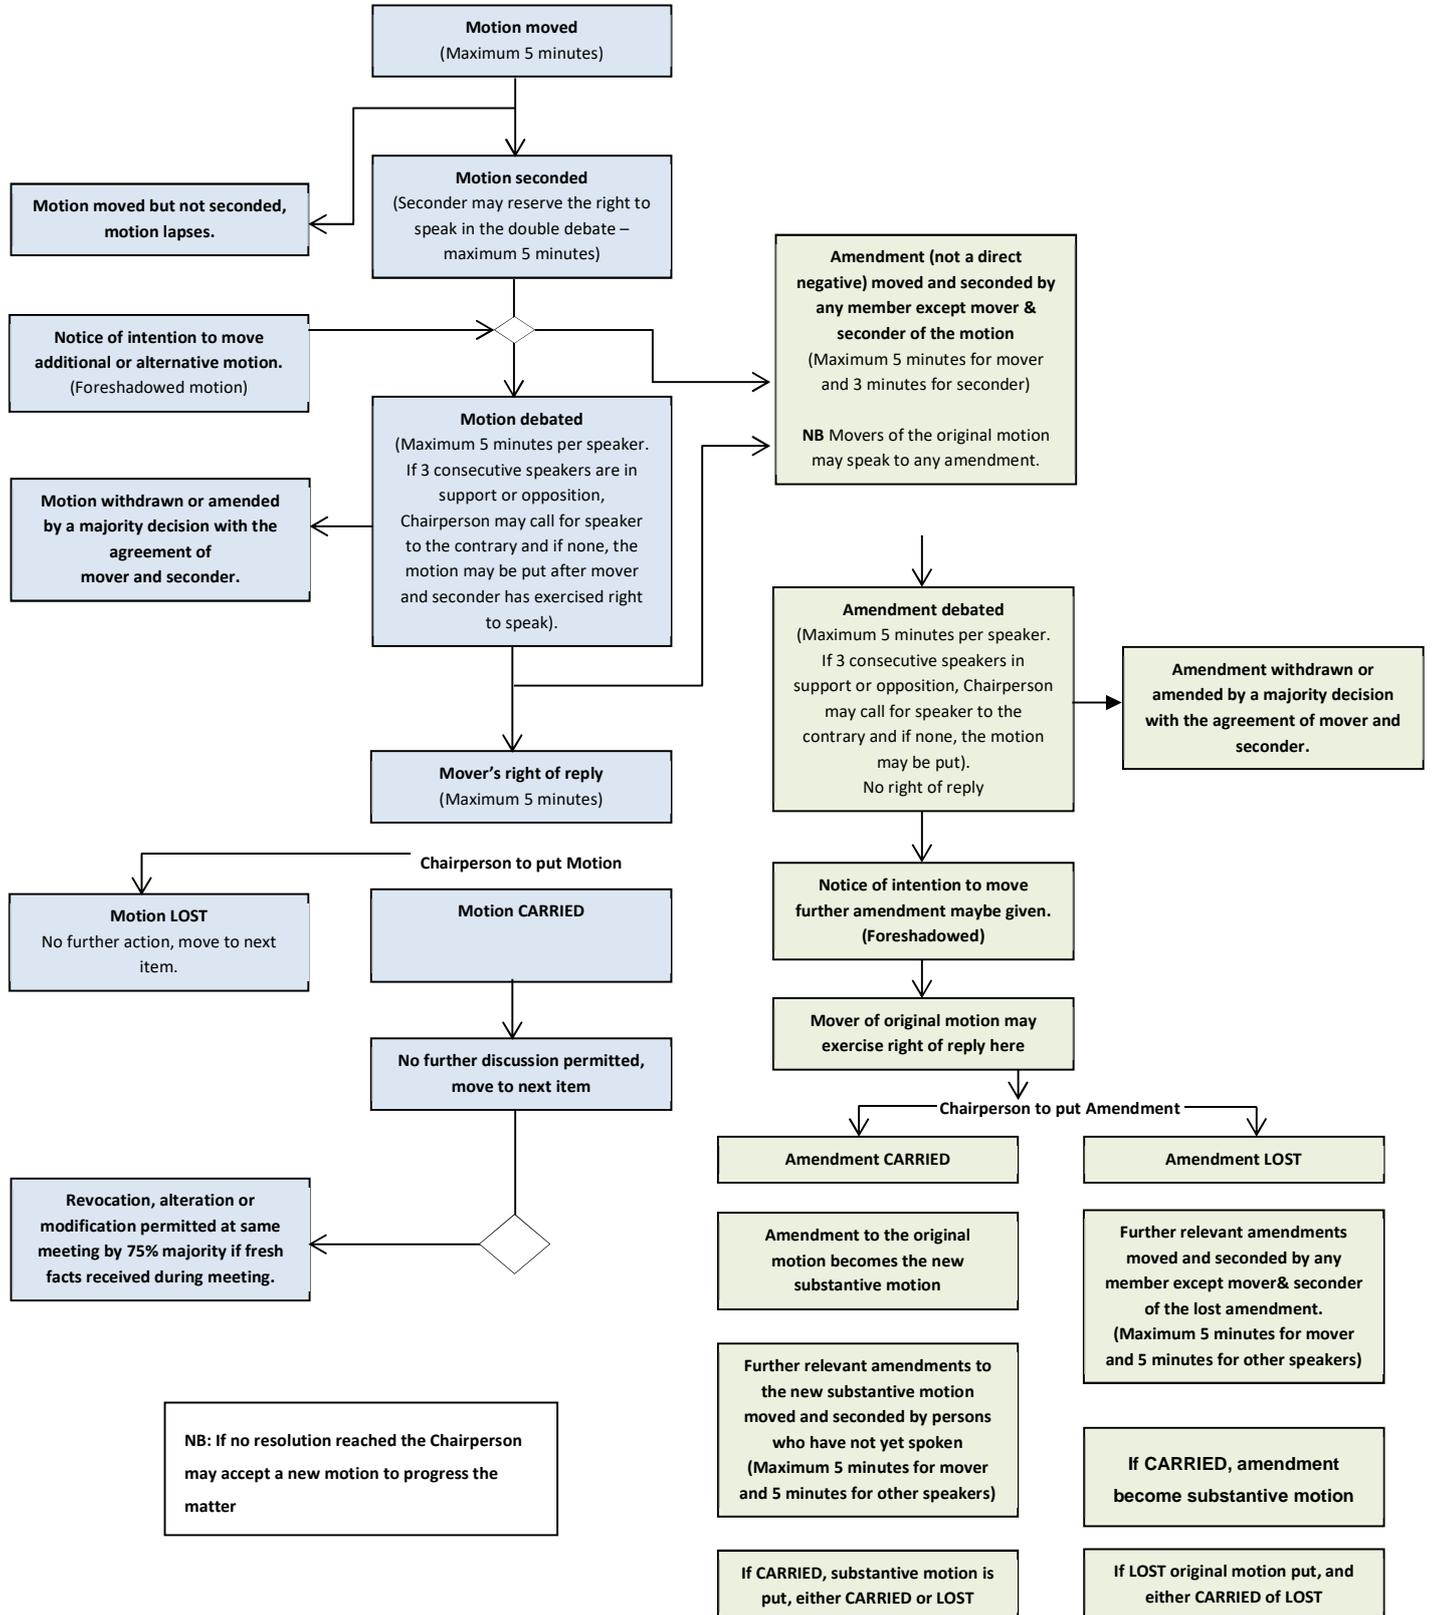 Motion moved
(Maximum 5 minutes)
Motion seconded
(Seconder may reserve the right to
speak in the double debate –
maximum 5 minutes)
Motion moved but not seconded,
motion lapses.
Notice of intention to move
additional or alternative motion.
(Foreshadowed motion)
Motion debated
(Maximum 5 minutes per speaker.
If 3 consecutive speakers are in
support or opposition,
Chairperson may call for speaker
to the contrary and if none, the
motion may be put after mover
and seconder has exercised right
to speak).
Motion withdrawn or amended
by a majority decision with the
agreement of
mover and seconder.
Mover’s right of reply
(Maximum 5 minutes)
Chairperson to put Motion
Motion LOST
No further action, move to next
item.
Motion CARRIED
No further discussion permitted,
move to next item
Revocation, alteration or
modification permitted at same
meeting by 75% majority if fresh
facts received during meeting.
NB: If no resolution reached the Chairperson
may accept a new motion to progress the
matter
Amendment (not a direct
negative) moved and seconded by
any member except mover &
seconder of the motion
(Maximum 5 minutes for mover
and 3 minutes for seconder)
NB Movers of the original motion
may speak to any amendment.
Amendment debated
(Maximum 5 minutes per speaker.
If 3 consecutive speakers in
support or opposition, Chairperson
may call for speaker to the
contrary and if none, the motion
may be put).
No right of reply
Amendment withdrawn or
amended by a majority decision
with the agreement of mover and
seconder.
Notice of intention to move
further amendment maybe given.
(Foreshadowed)
Mover of original motion may
exercise right of reply here
Chairperson to put Amendment
Amendment CARRIED
Amendment to the original
motion becomes the new
substantive motion
Further relevant amendments to
the new substantive motion
moved and seconded by persons
who have not yet spoken
(Maximum 5 minutes for mover
and 5 minutes for other speakers)
If CARRIED, substantive motion is
put, either CARRIED or LOST
Amendment LOST
Further relevant amendments
moved and seconded by any
member except mover& seconder
of the lost amendment.
(Maximum 5 minutes for mover
and 5 minutes for other speakers)
If CARRIED, amendment
become substantive motion
If LOST original motion put, and
either CARRIED of LOST